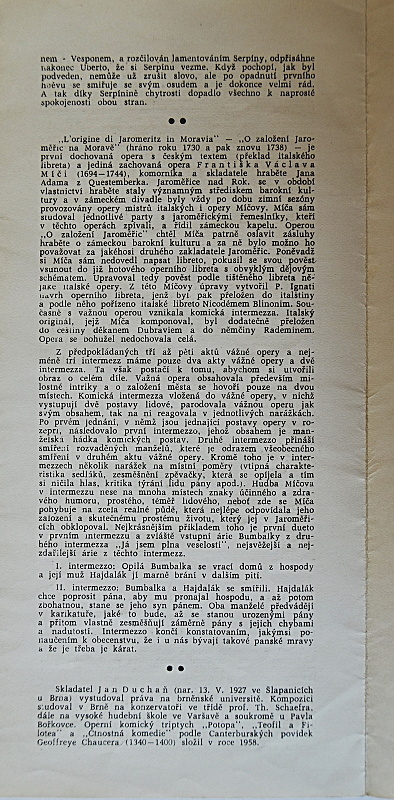 nem - Vesponem, a rozčilován lamentováním Serpiny, odpřisáhne
nakonec Uberto, že si Serpinu vezme. Když pochopí, jak byl
podveden, nemůže už zrušit slovo, ale po opadnutí prvního
hněvu se smiřuje se svým osudem a je dokonce velmi rád.
A tak díky Serpinině chytrosti dopadlo všechno k naprosté
spokojenosti obou stran.
„L'origine di Jaromeritz in Moravia" — „O založení Jaro-
měřic na Moravě" (hráno roku 1730 a pak znovu 1738) — je
první dochovaná opera s českým textem (překlad italského
libreta) a jediná zachovaná opera Františka Václava
Míči (1694—1744), komorníka a skladatele hraběte Jana
Adama z Questemberka. Jaroměřice nad Rok. se v období
vlastnictví hraběte staly významným střediskem barokní kul-
tury a v zámeckém divadle byly vždy po dobu zimní sezóny
provozovány opery mistrů italských i opery Míčovy. Míča sám
studoval jednotlivé party s jaroměřickými řemeslníky, kteří
v těchto operách zpívali, a řídil zámeckou kapelu. Operou
„O založení Jaroměřic" chtěl Míča patrně oslavit zásluhy
hraběte o zámeckou barokní kulturu a za ně bylo možno ho
považovat za jakéhosi druhého zakladatele Jaroměřic. Poněvadž
si Míča sám nedovedl napsat libreto, pokusil se svou pověst
vsunout do již hotového operního libreta s obvyklým dějovým
schématem. Upravoval tedy pověst podle tištěného libreta ně-
jaké italské opery. Z této Míčovy úpravy vytvořil P. Ignati
návrh operního libreta, jenž byl pak přeložen do italštiny
a podle něho pořízeno italské libreto Nicodémem Blinonim. Sou-
časně s vážnou operou vznikala komická intermezza. Italský
originál, jejž Míča komponoval, byl dodatečně přeložen
do češtiny děkanem Dubraviem a do němčiny Rademinem.
Opera se bohužel nedochovala celá.
Z předpokládaných tří až pěti aktů vážné opery a nej-
méně tří intermezz máme pouze dva akty vážné opery a dvě
intermezza. Ta však postačí k tomu, abychom si utvořili
obraz o celém díle. Vážná opera obsahovala především mi-
lostné intriky a o založení města se hovoří pouze na dvou
místech. Komická intermezza vložená do vážné opery, v nichž
vystupují dvě postavy lidové, parodovala vážnou operu jak
svým obsahem, tak na ni reagovala v jednotlivých narážkách.
Po prvém jednání, v němž jsou jednající postavy opery v ro-
zepři, následovalo první intermezzo, jehož obsahem je man-
želská hádka komických postav. Druhé intermezzo přináší
smíření rozvaděných manželů, které je odrazem všeobecného
smíření v druhém aktu vážné opery. Kromě toho je v inter-
mezzech několik narážek na místní poměry (vtipná charakte-
ristika sedláků, zesměšnění zpěvačky, která se opíjela a tím
si ničila hlas, kritika týrání lidu pány apod.). Hudba Míčova
v intermezzu nese na mnoha místech znaky účinného a zdra-
vého humoru, prostého, téměř lidového, neboť zde se Míča
pohybuje na zcela reálné půdě, která nejlépe odpovídala jeho
založení a skutečnému prostému životu, který jej v Jaroměři-
cích obklopoval. Nejkrásnějším příkladem toho je první dueto
v prvním intermezzu a zvláště vstupní árie Bumbalky z dru-
hého intermezza „Já jsem plna veselosti", nejsvěžejší a nej-
zdařilejší árie z těchto intermezz.
I. intermezzo: Opilá Bumbalka se vrací domů z hospody
a její muž Hajdalák jí marně brání v dalším pití.
II. intermezzo: Bumbalka a Hajdalák se smířili. Hajdalák
chce poprosit pána, aby mu pronajal hospodu, a až potom
zbohatnou, stane se jeho syn pánem. Oba manželé předvádějí
v karikatuře, jaké to bude, až se stanou urozenými pány
a přitom vlastně zesměšňují záměrně pány s jejich chybami
a nadutostí. Intermezzo končí konstatováním, jakýmsi po-
naučením k obecenstvu, že i u nás bývají takové panské mravy
a že je třeba je kárat.
Skladatel Jan Duchaň (nar. 13. V. 1927 ve Šlapanicích
u Brna) vystudoval práva na brněnské universitě. Kompozici
studoval v Brně na konzervatoři ve třídě prof. Th. Schaefra,
dále na vysoké hudební škole ve Varšavě a soukromě u Pavla
Bořkovce. Operní komický triptych „Potopa", „Teofil a Fi-
lotea" a „Ctnostná komedie" podle Canterburských povídek
Geoffreye Chaucera (1340—1400) složil v roce 1958.